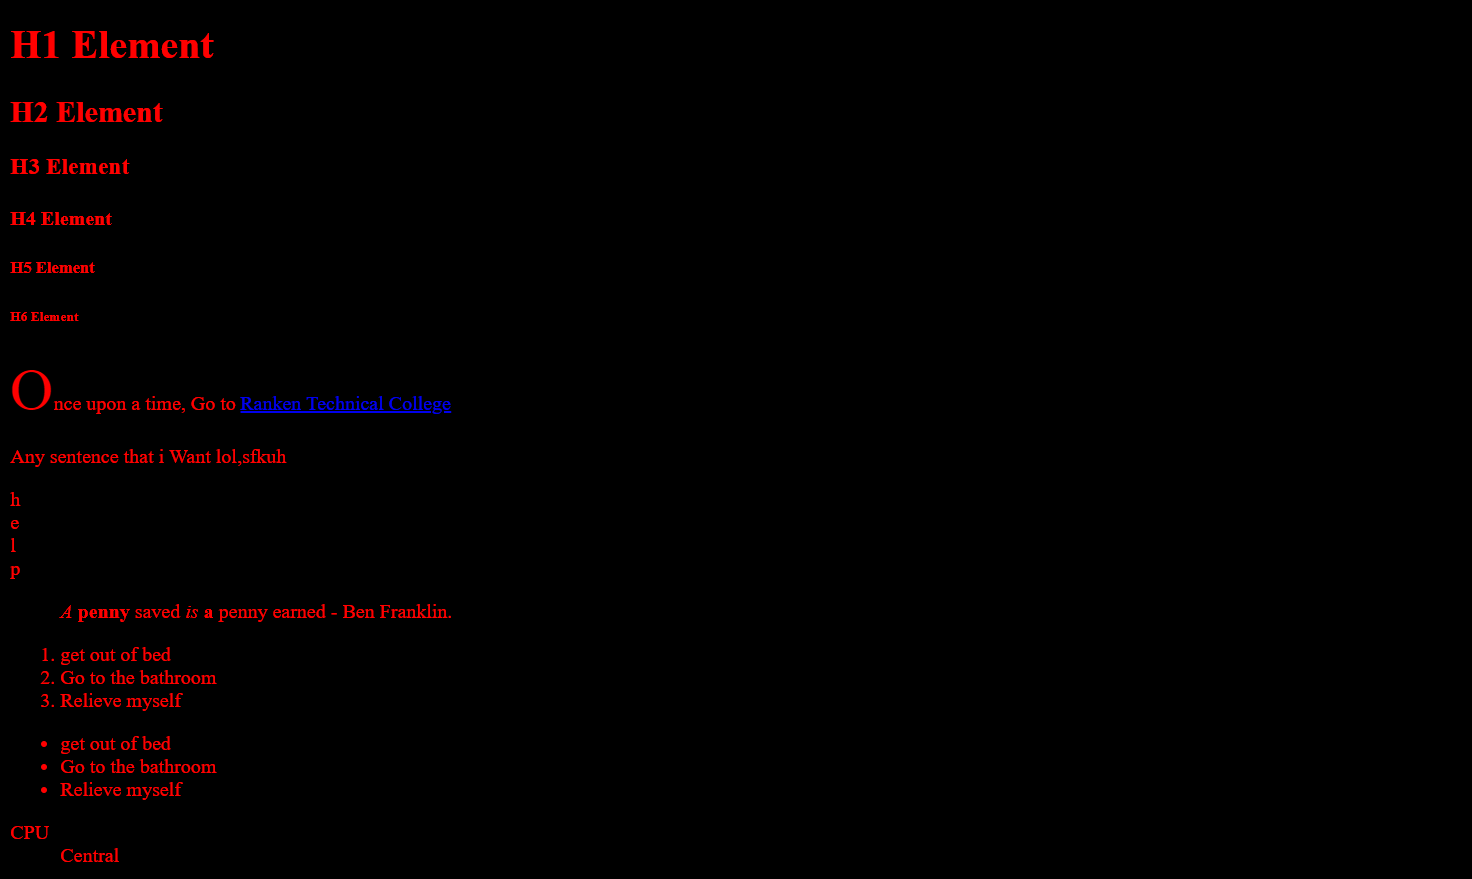 H1 Element
H2 Element
H3 Element
H4 Element
H5 Element
H6 Element
Once upon a time, Go to Ranken Technical College
Any sentence that i Want lol,sfkuh
h
e
l
p
A penny saved is a penny earned - Ben Franklin.
1. get out of bed
2. Go to the bathroom
3. Relieve myself
• get out of bed
• Go to the bathroom
• Relieve myself
CPU
Central